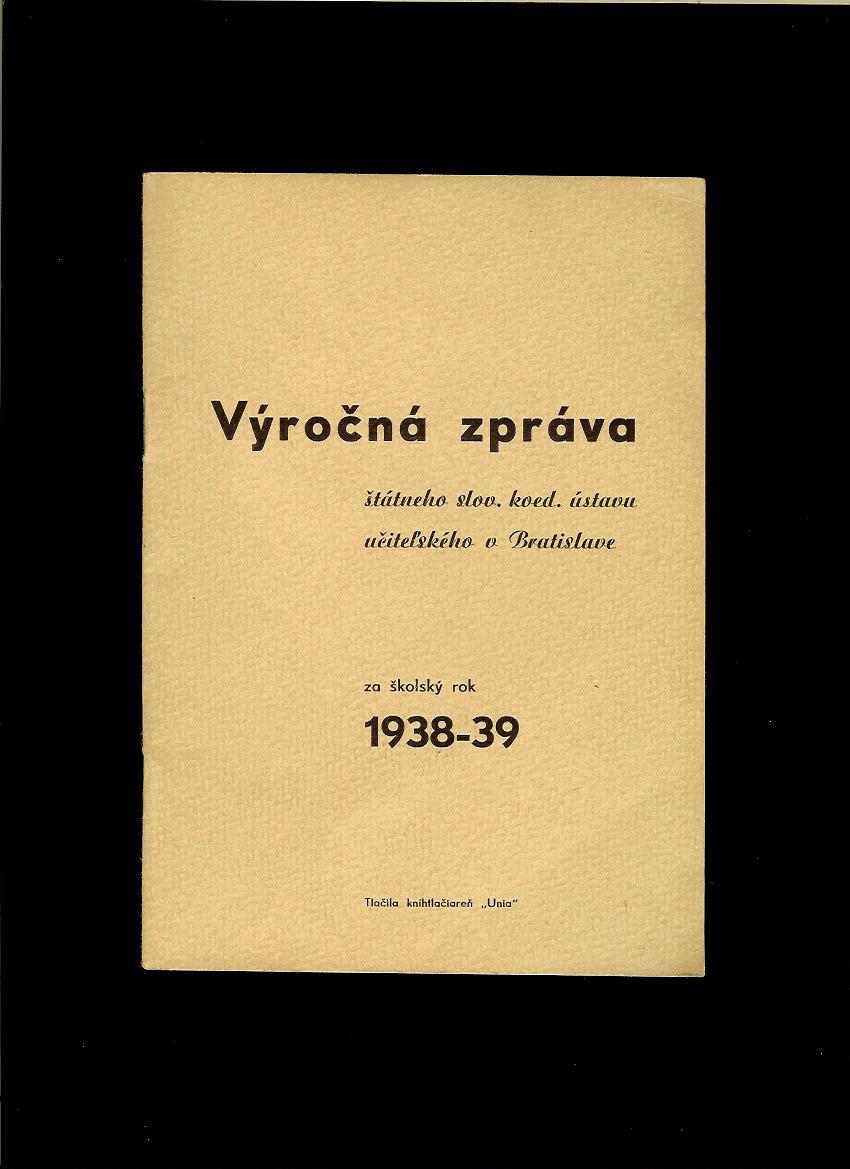 Výročná zpráva
štátneho slov. koed. ústavu
učiteľského v Bratislave
za školský rok
1938-39
Tlačila kníhtlačiareň „Unia"